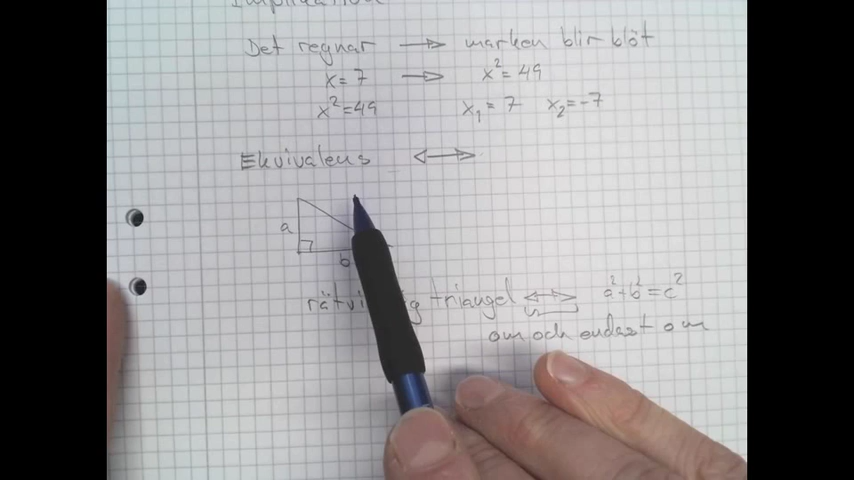 Implikation
Det regnar → marken blir blöt
x = 7 → x² = 49
x² = 49 x₁ = 7 x₂ = -7
Ekvivalens ↔
a
b
triangel ↔ a² + b² = c²
om och endast om